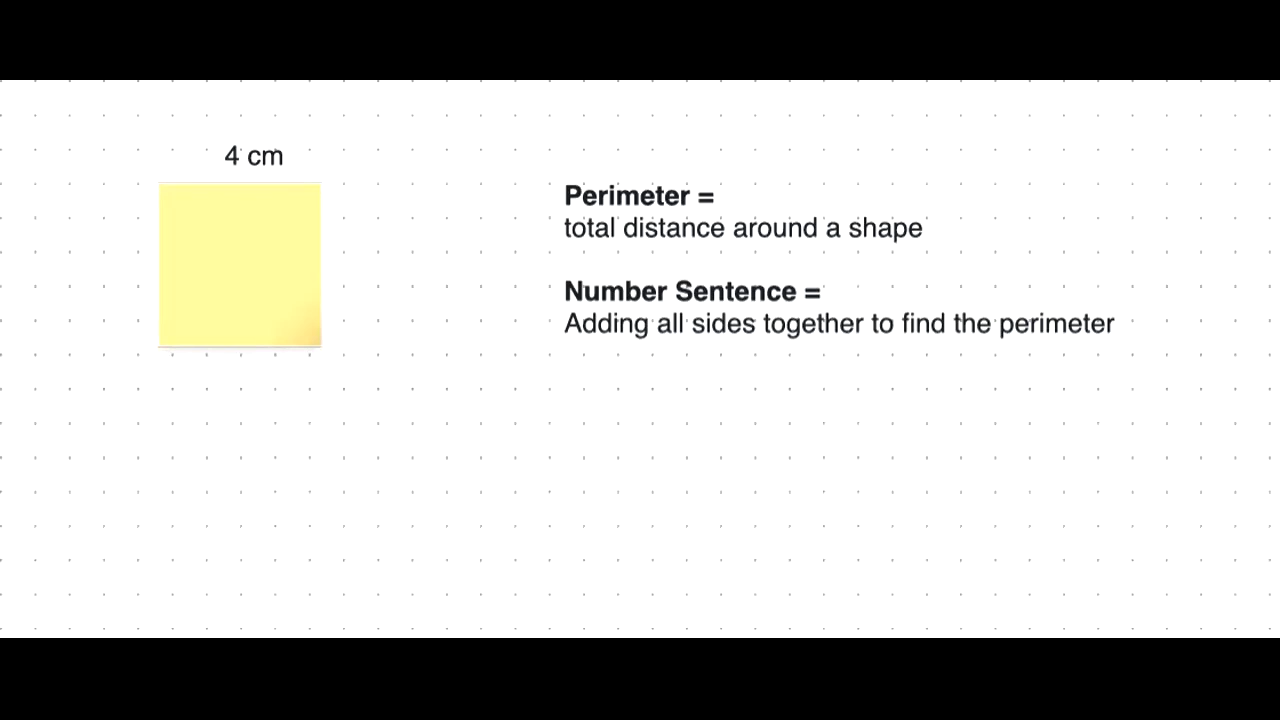 4 cm
Perimeter =
total distance around a shape
Number Sentence =
Adding all sides together to find the perimeter